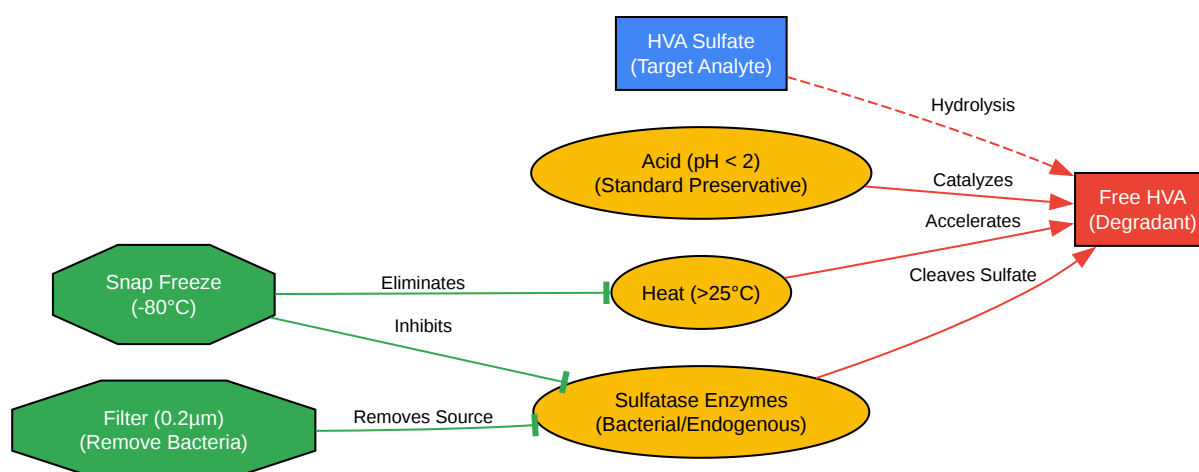 HVA Sulfate
(Target Analyte)
Hydrolysis
Acid (pH < 2)
(Standard Preservative)
Catalyzes
Free HVA
(Degradant)
Accelerates
Snap Freeze
(-80°C)
Eliminates
Heat (>25°C)
Cleaves Sulfate
Inhibits
Filter (0.2µm)
(Remove Bacteria)
Removes Source
Sulfatase Enzymes
(Bacterial/Endogenous)